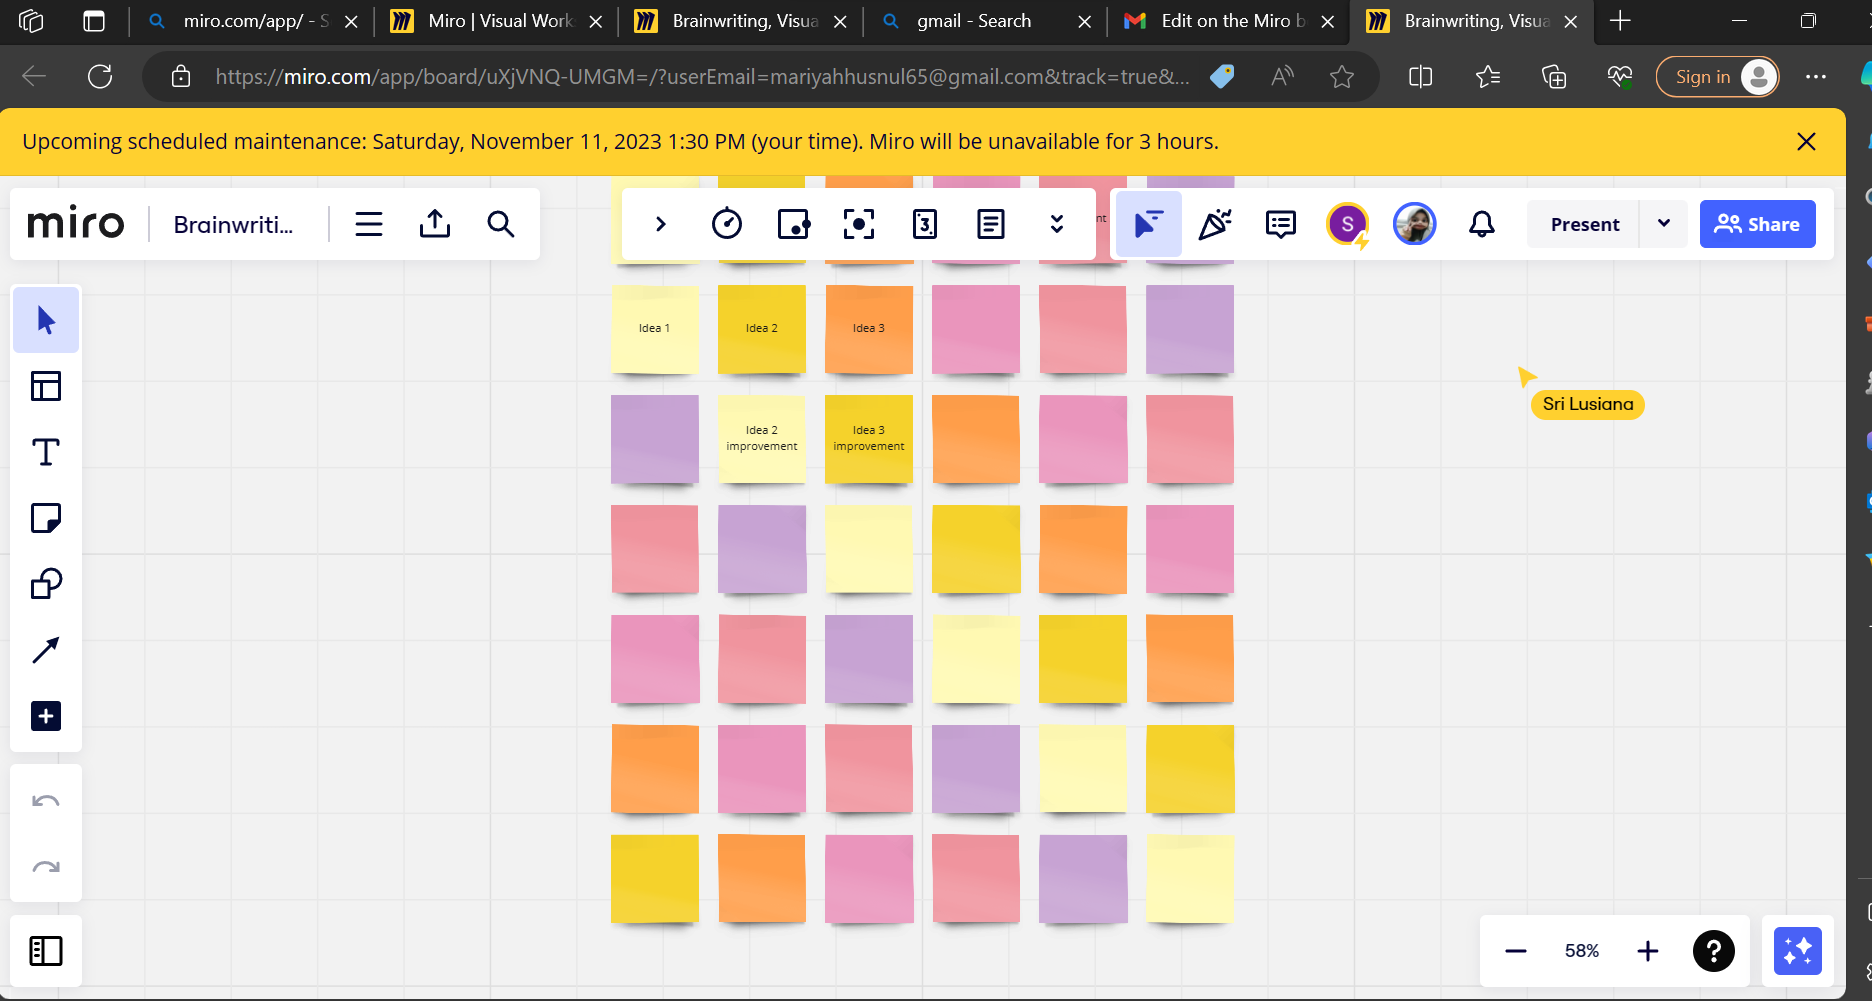 miro.com/app/ - S
Miro | Visual Work
Brainwriting, Visua
gmail - Search
Edit on the Miro b
Brainwriting, Visua
https://miro.com/app/board/uXjVNQ-UMGM=/?userEmail=mariyahhusnul65@gmail.com&track=true&...
Sign in
Upcoming scheduled maintenance: Saturday, November 11, 2023 1:30 PM (your time). Miro will be unavailable for 3 hours.
miro
Brainwriti...
3
nt
S
Present
Share
Idea 1
Idea 2
Idea 3
Sri Lusiana
Idea 2
improvement
Idea 3
improvement
58%
?